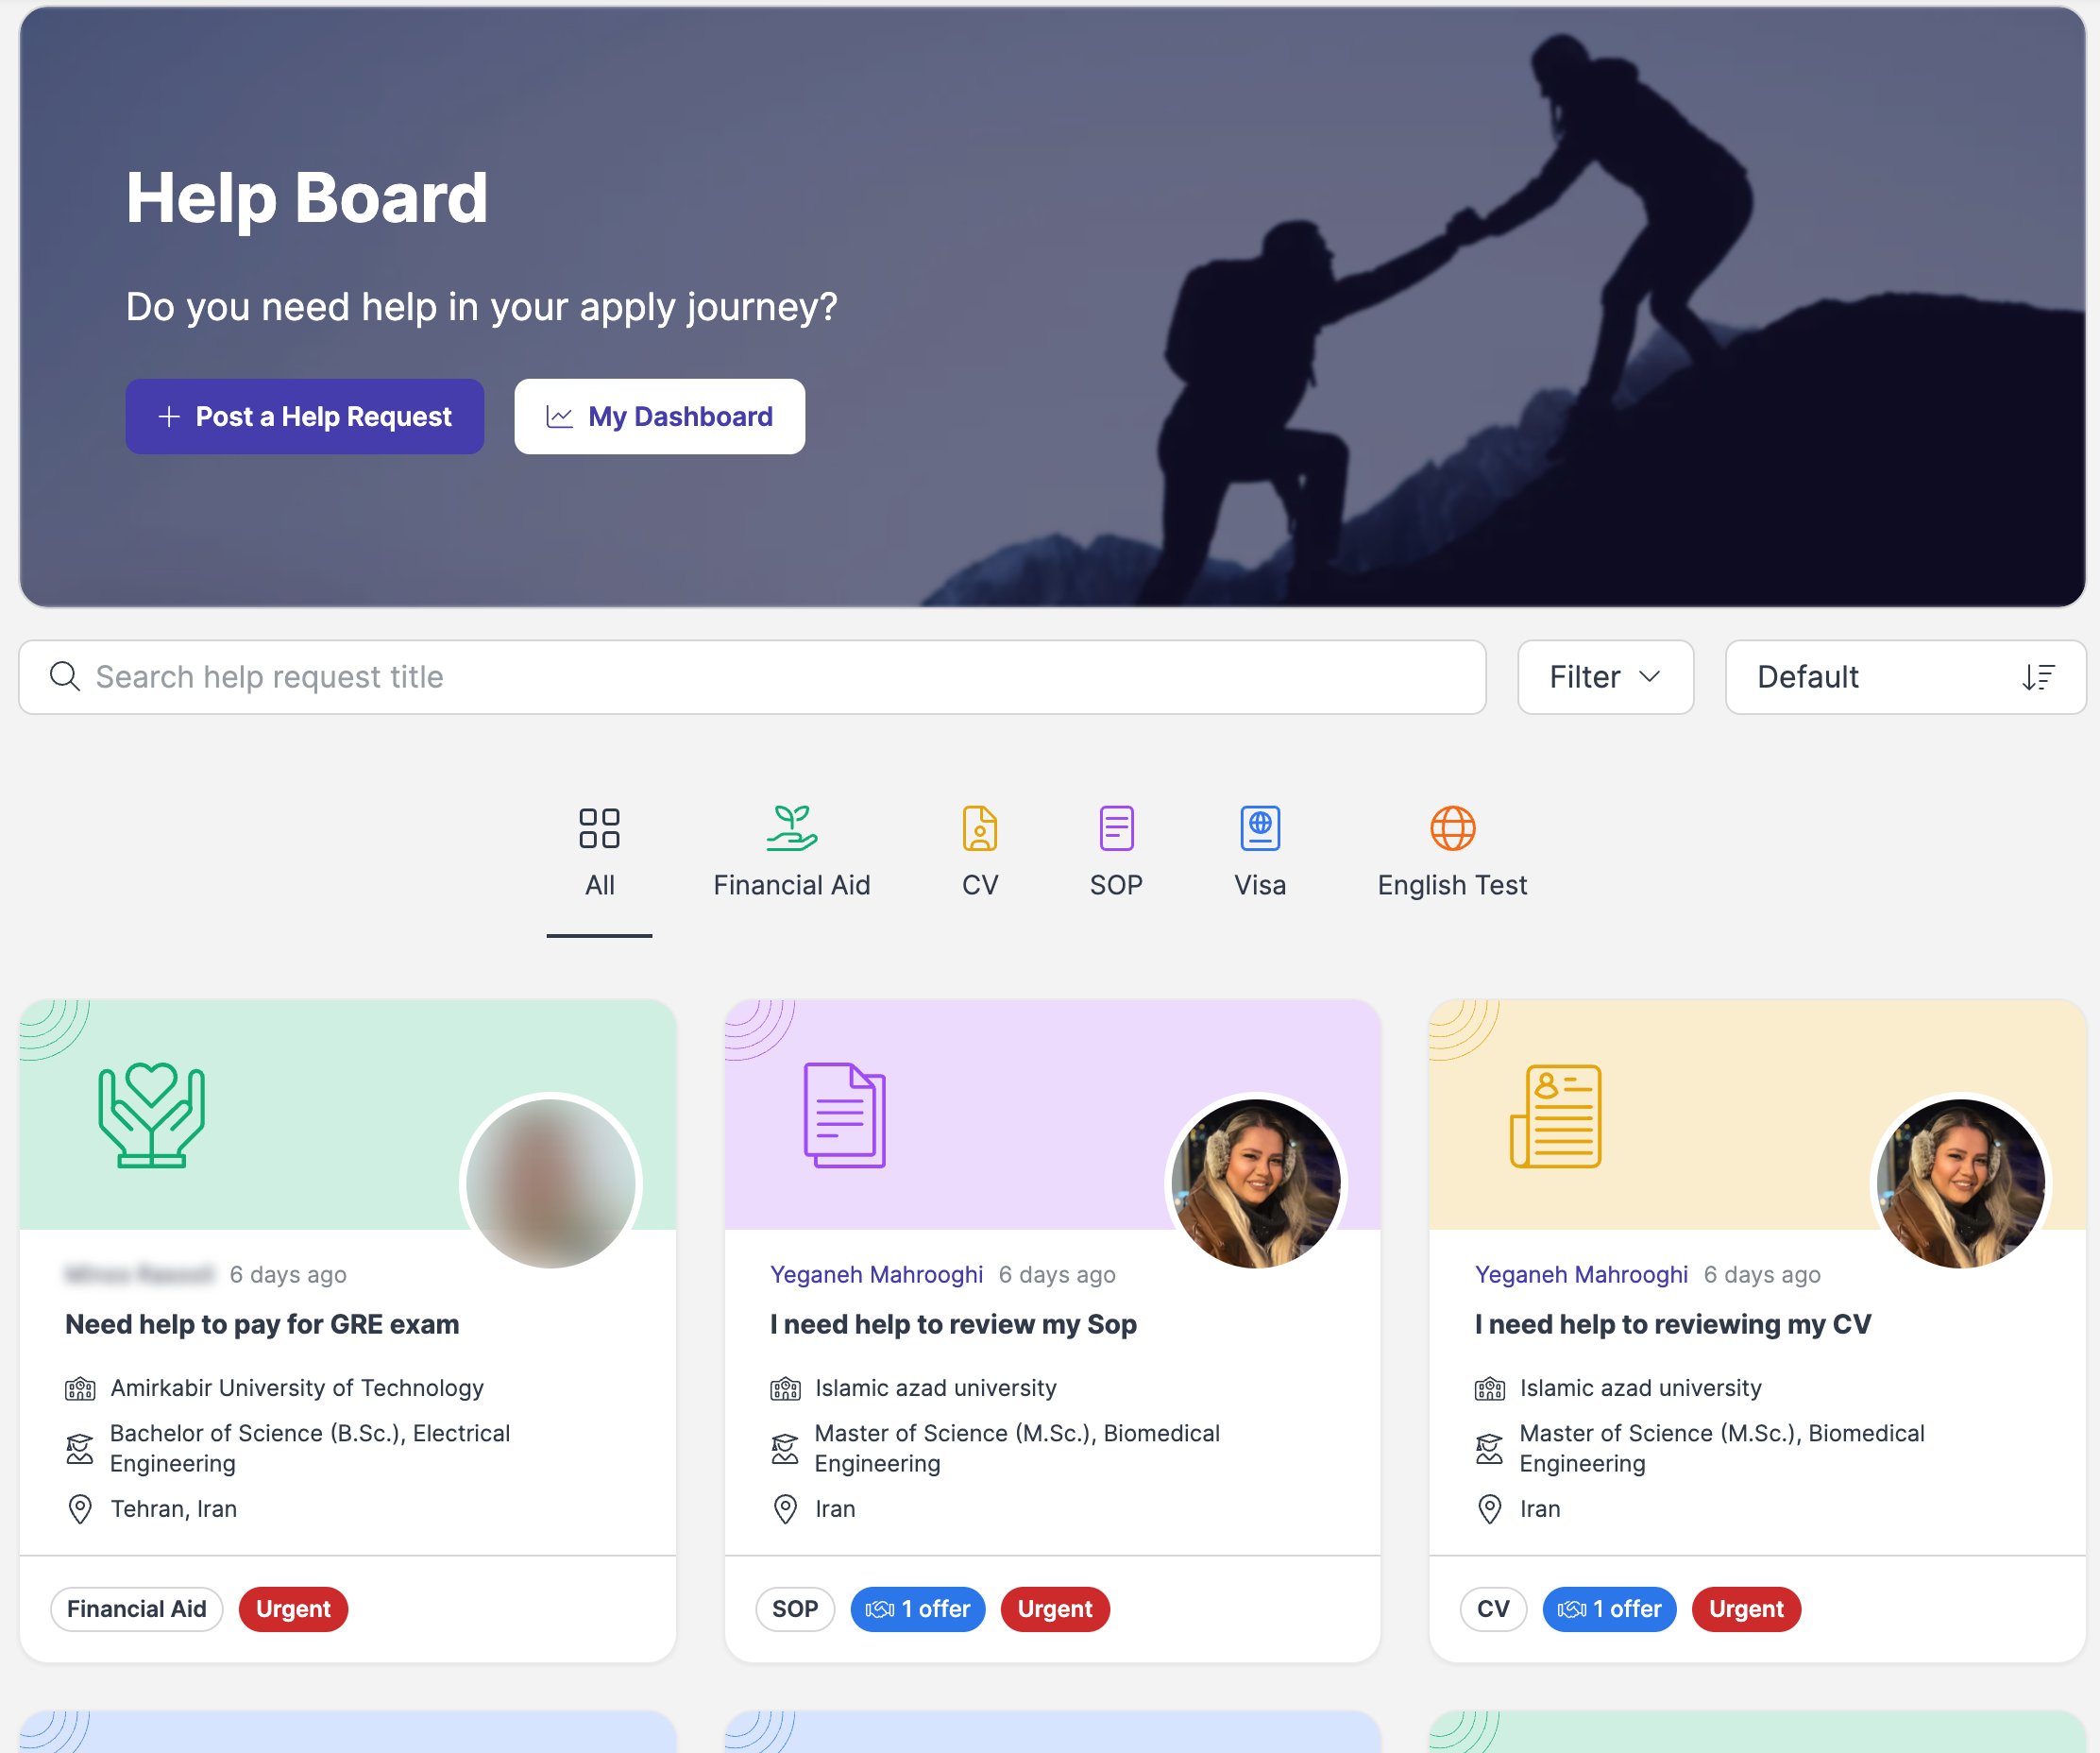 Help Board
Do you need help in your apply journey?
Post a Help Request
My Dashboard
Search help request title
Filter
Default
All
Financial Aid
CV
SOP
Visa
English Test
6 days ago
Need help to pay for GRE exam
Amirkabir University of Technology
Bachelor of Science (B.Sc.), Electrical
Engineering
Tehran, Iran
Financial Aid
Urgent
Yeganeh Mahrooghi 6 days ago
I need help to review my Sop
Islamic azad university
Master of Science (M.Sc.), Biomedical
Engineering
Iran
SOP
1 offer
Urgent
Yeganeh Mahrooghi 6 days ago
I need help to reviewing my CV
Islamic azad university
Master of Science (M.Sc.), Biomedical
Engineering
Iran
CV
1 offer
Urgent